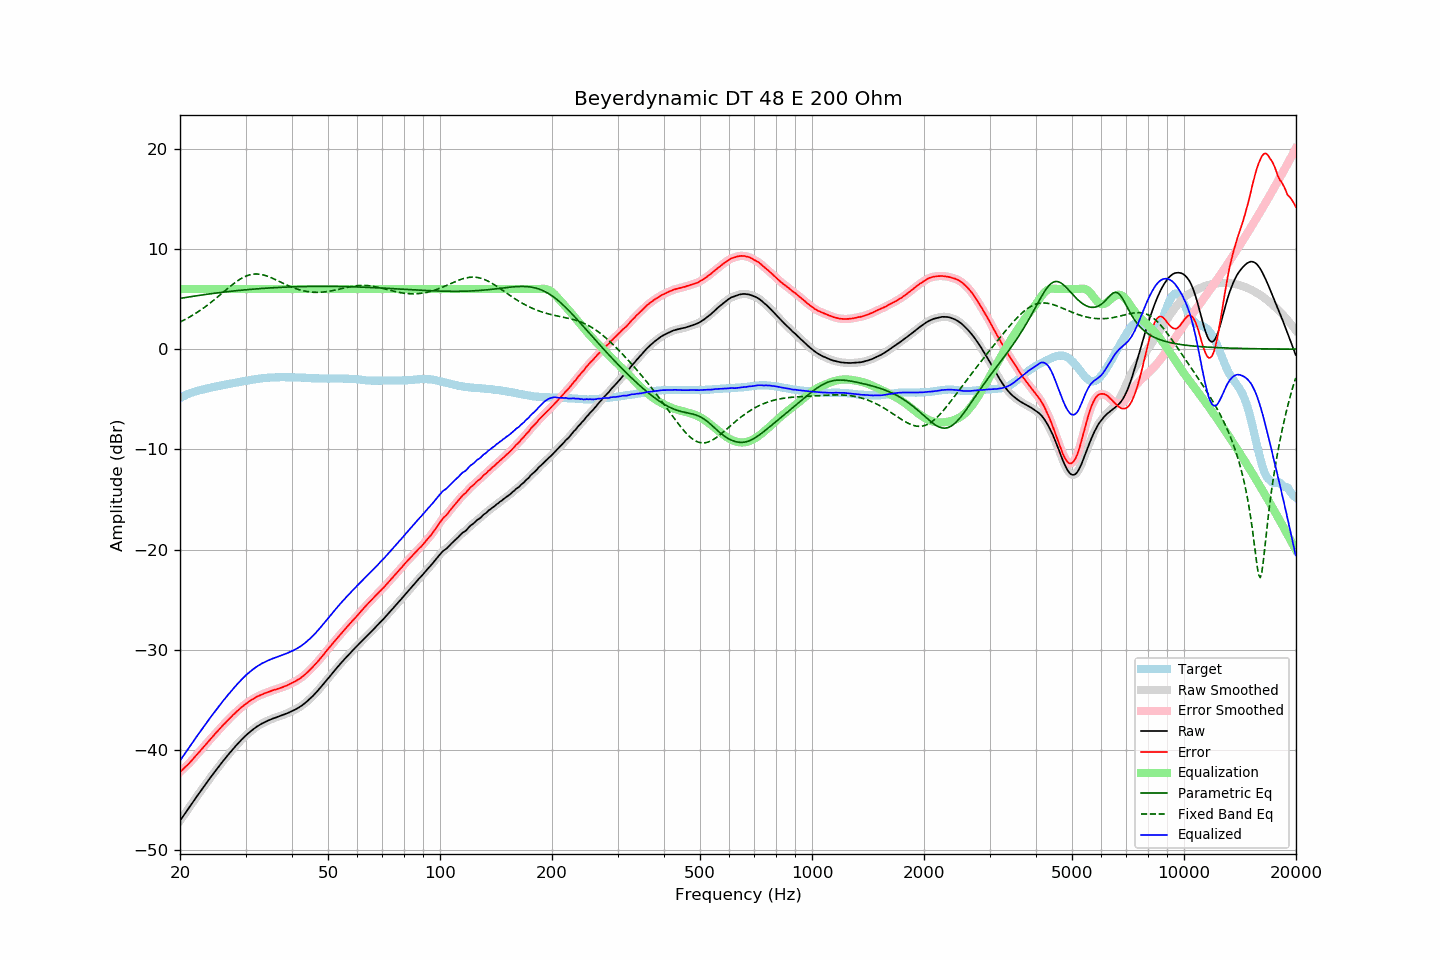 Beyerdynamic DT 48 E 200 Ohm
Amplitude (dBr)
20
10
0
−10
−20
−30
−40
−50
20 50 100 200 500 1000 2000 5000 10000 20000
Frequency (Hz)
Target
Raw Smoothed
Error Smoothed
Raw
Error
Equalization
Parametric Eq
Fixed Band Eq
Equalized